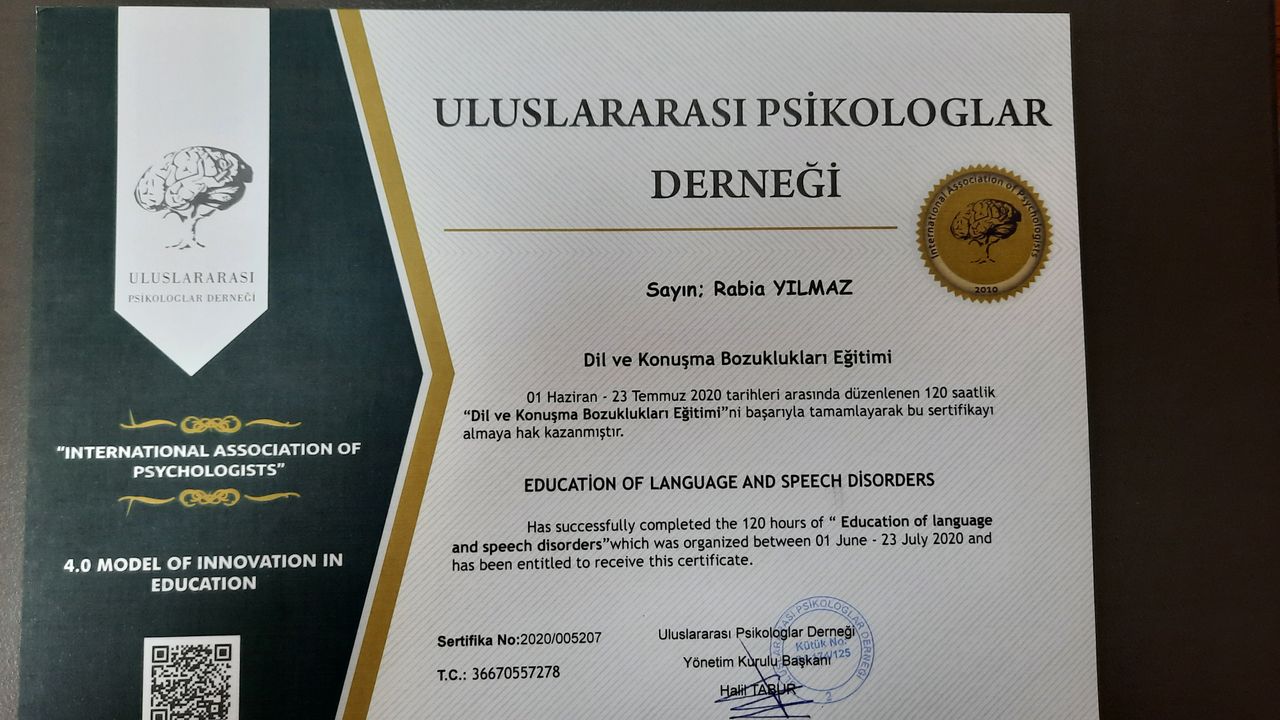 ULUSLARARASI
PSİKOLOGLAR DERNEĞİ
"INTERNATIONAL ASSOCIATION OF
PSYCHOLOGISTS"
4.0 MODEL OF INNOVATION IN
EDUCATION
ULUSLARARASI PSİKOLOGLAR
DERNEĞİ
International Association of Psychologists
2010
Sayın; Rabia YILMAZ
Dil ve Konuşma Bozuklukları Eğitimi
01 Haziran - 23 Temmuz 2020 tarihleri arasında düzenlenen 120 saatlik
"Dil ve Konuşma Bozuklukları Eğitimi"ni başarıyla tamamlayarak bu sertifikayı
almaya hak kazanmıştır.
EDUCATİON OF LANGUAGE AND SPEECH DİSORDERS
Has successfully completed the 120 hours of " Education of language
and speech disorders"which was organized between 01 June - 23 July 2020 and
has been entitled to receive this certificate.
Sertifika No:2020/005207
T.C.: 36670557278
Uluslararası Psikologlar Derneği
Yönetim Kurulu Başkanı
Halil TABUR
ULUSLARARASI PSİKOLOGLAR DERNEĞİ
Kütük No:
2